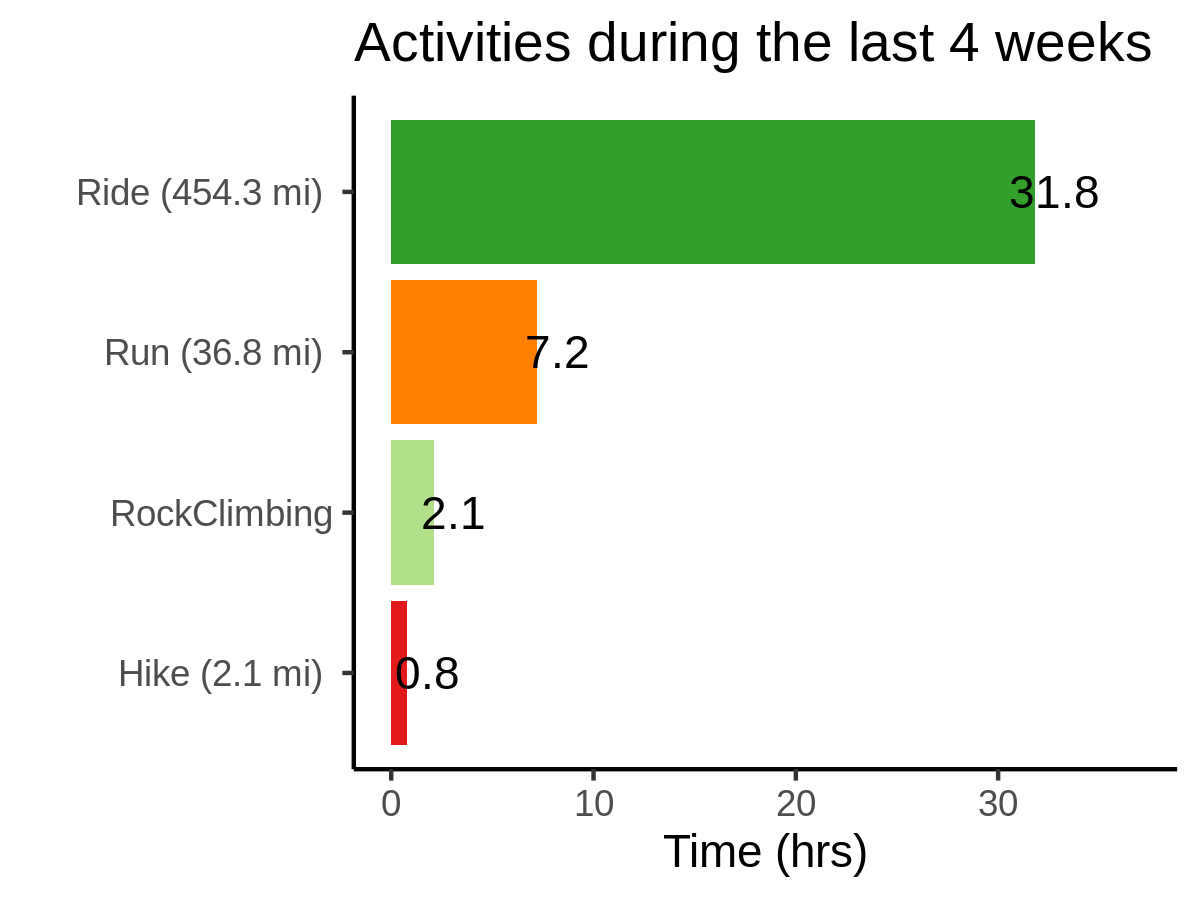 Activities during the last 4 weeks
Ride (454.3 mi)
31.8
Run (36.8 mi)
7.2
RockClimbing
2.1
Hike (2.1 mi)
0.8
0 10 20 30
Time (hrs)